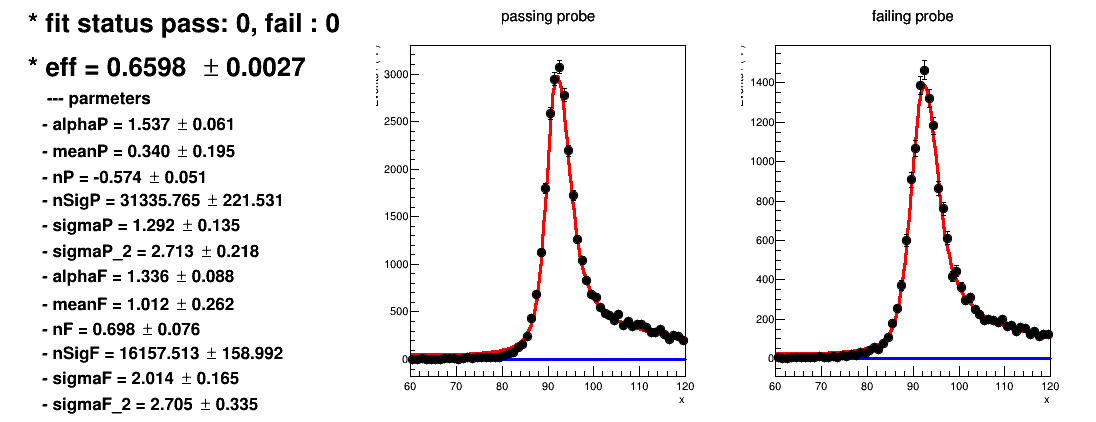 * fit status pass: 0, fail : 0
* eff = 0.6598 ± 0.0027
--- parmeters
- alphaP = 1.537 ± 0.061
- meanP = 0.340 ± 0.195
- nP = -0.574 ± 0.051
- nSigP = 31335.765 ± 221.531
- sigmaP = 1.292 ± 0.135
- sigmaP_2 = 2.713 ± 0.218
- alphaF = 1.336 ± 0.088
- meanF = 1.012 ± 0.262
- nF = 0.698 ± 0.076
- nSigF = 16157.513 ± 158.992
- sigmaF = 2.014 ± 0.165
- sigmaF_2 = 2.705 ± 0.335
passing probe
3000
2500
2000
1500
1000
500
0
60 70 80 90 100 110 120
x
failing probe
1400
1200
1000
800
600
400
200
0
60 70 80 90 100 110 120
x